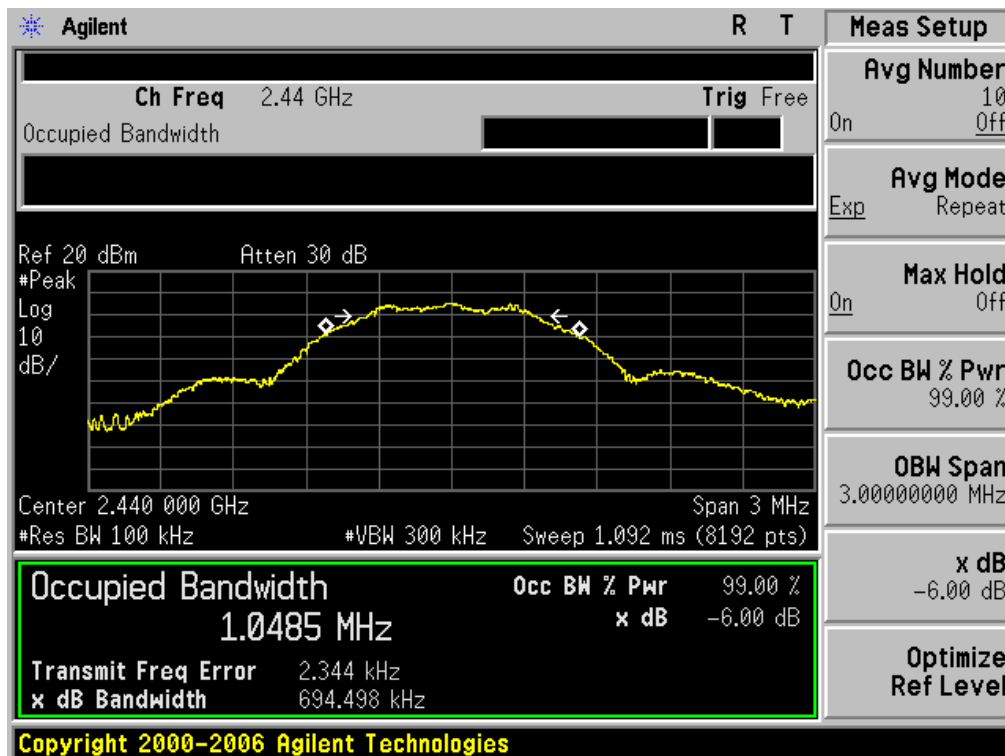 Agilent R T
Ch Freq 2.44 GHz Trig Free
Occupied Bandwidth
Ref 20 dBm Atten 30 dB
#Peak
Log
10
dB/
Center 2.440 000 GHz Span 3 MHz
#Res BW 100 kHz #VBW 300 kHz Sweep 1.092 ms (8192 pts)
Occupied Bandwidth Occ BW % Pwr 99.00 %
1.0485 MHz x dB -6.00 dB
Transmit Freq Error 2.344 kHz
x dB Bandwidth 694.498 kHz
Copyright 2000-2006 Agilent Technologies
Meas Setup
Avg Number
10
On Off
Avg Mode
Exp Repeat
Max Hold
On Off
Occ BW % Pwr
99.00 %
OBW Span
3.00000000 MHz
x dB
-6.00 dB
Optimize
Ref Level